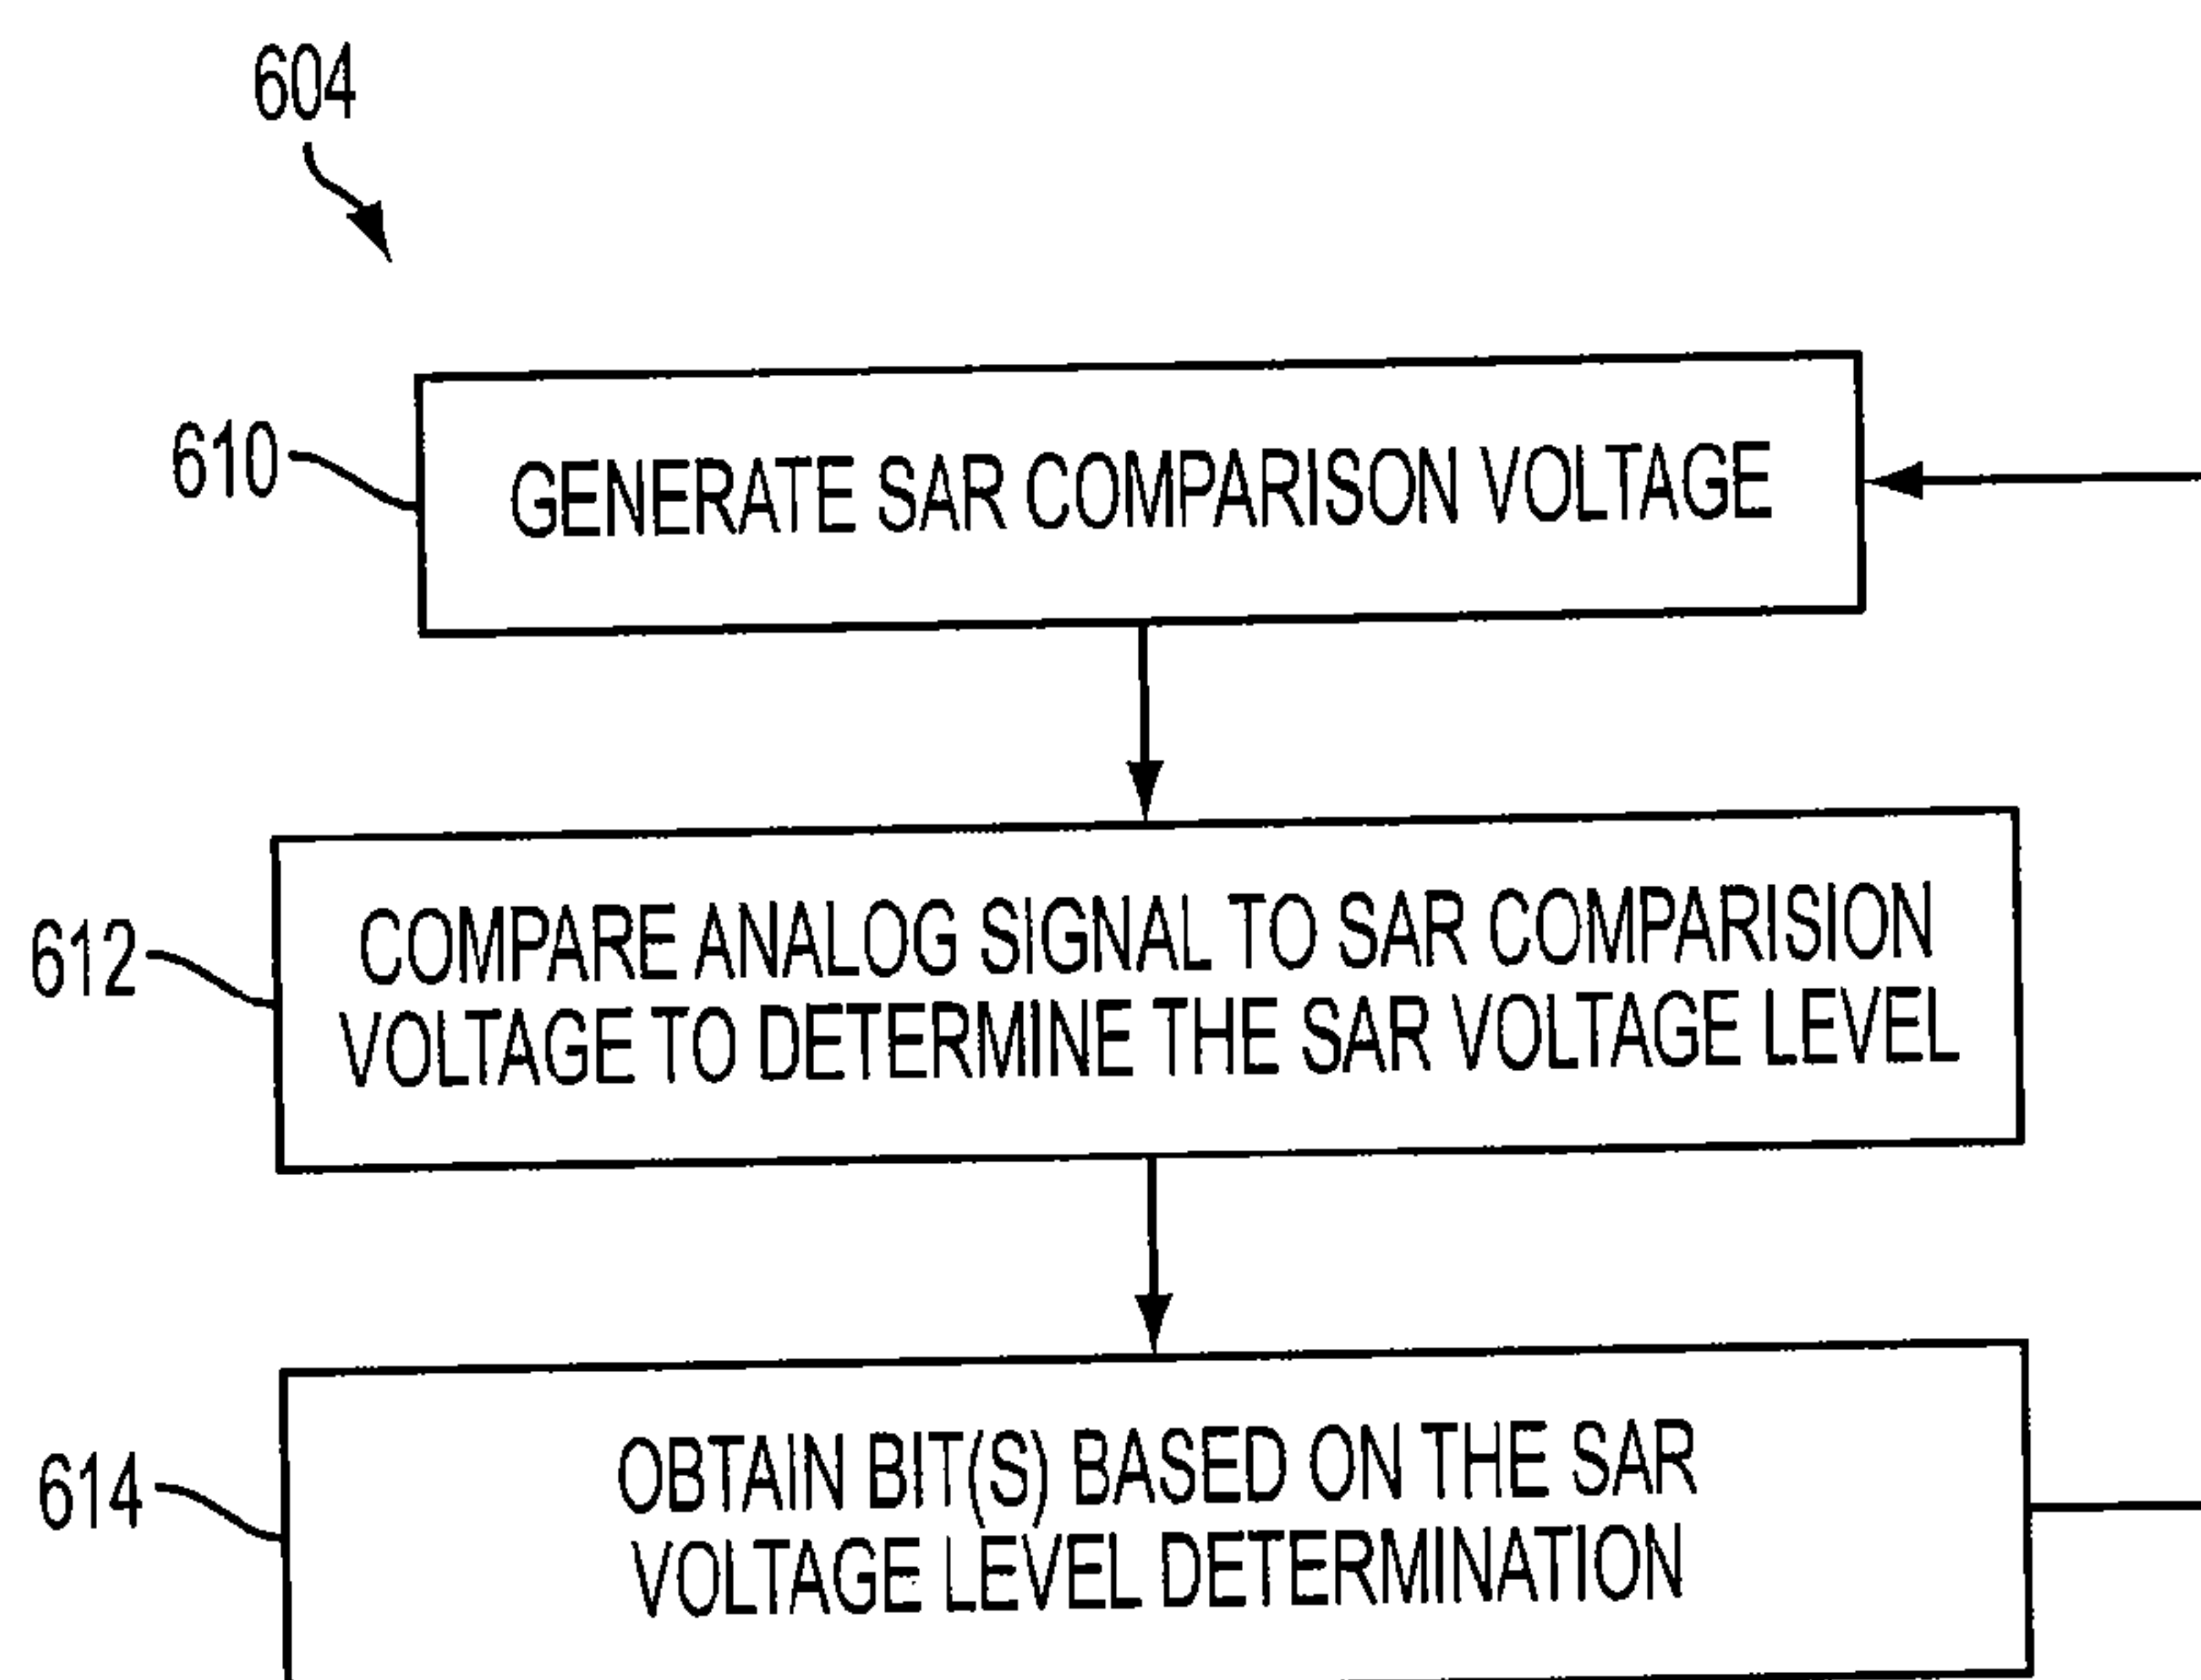 604
610
GENERATE SAR COMPARISON VOLTAGE
612
COMPARE ANALOG SIGNAL TO SAR COMPARISION
VOLTAGE TO DETERMINE THE SAR VOLTAGE LEVEL
614
OBTAIN BIT(S) BASED ON THE SAR
VOLTAGE LEVEL DETERMINATION